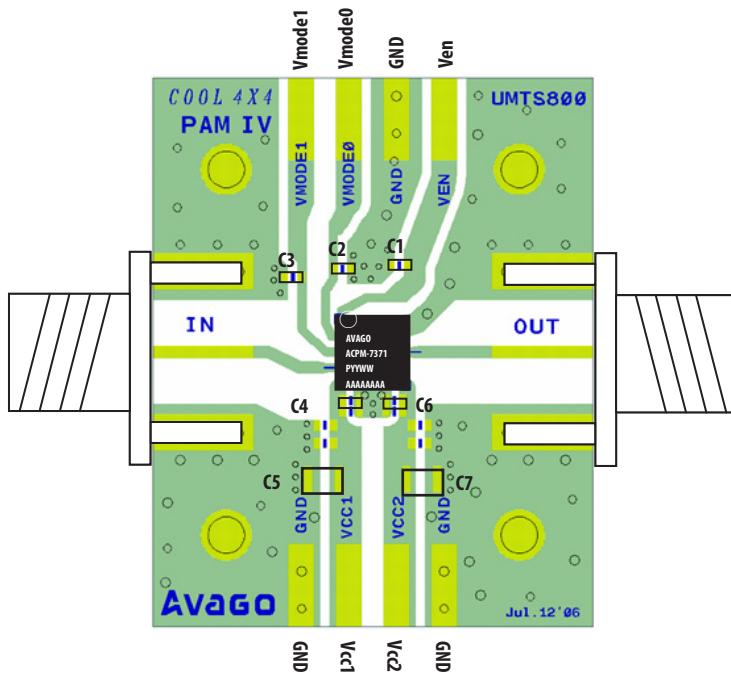 Vmode1
Vmode0
GND
Ven
COOL 4X4
UMTS800
PAM IV
VMODE1
VMODE0
GND
VEN
C3
C2
C1
IN
OUT
AVAGO
ACPM-7371
PYYWW
AAAAAAAA
C4
C6
C5
C7
GND
VCC1
VCC2
GND
AVAGO
Jul.12'06
GND
Vcc1
Vcc2
GND